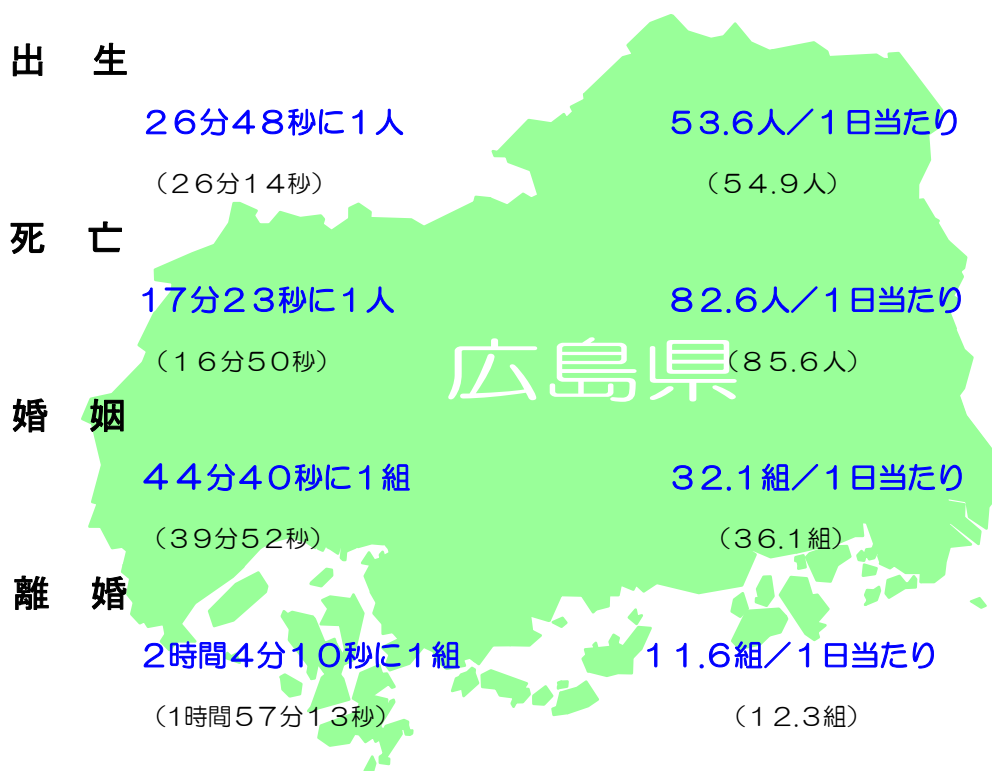 出　生
２６分４８秒に１人　５３.６人／１日当たり
（２６分１４秒）　（５４.９人）
死　亡
１７分２３秒に１人　８２.６人／１日当たり
（１６分５０秒）　（８５.６人）
広島県
婚　姻
４４分４０秒に１組　３２.１組／１日当たり
（３９分５２秒）　（３６.１組）
離　婚
２時間４分１０秒に１組　１１.６組／１日当たり
（1時間５７分１３秒）　（１２.３組）